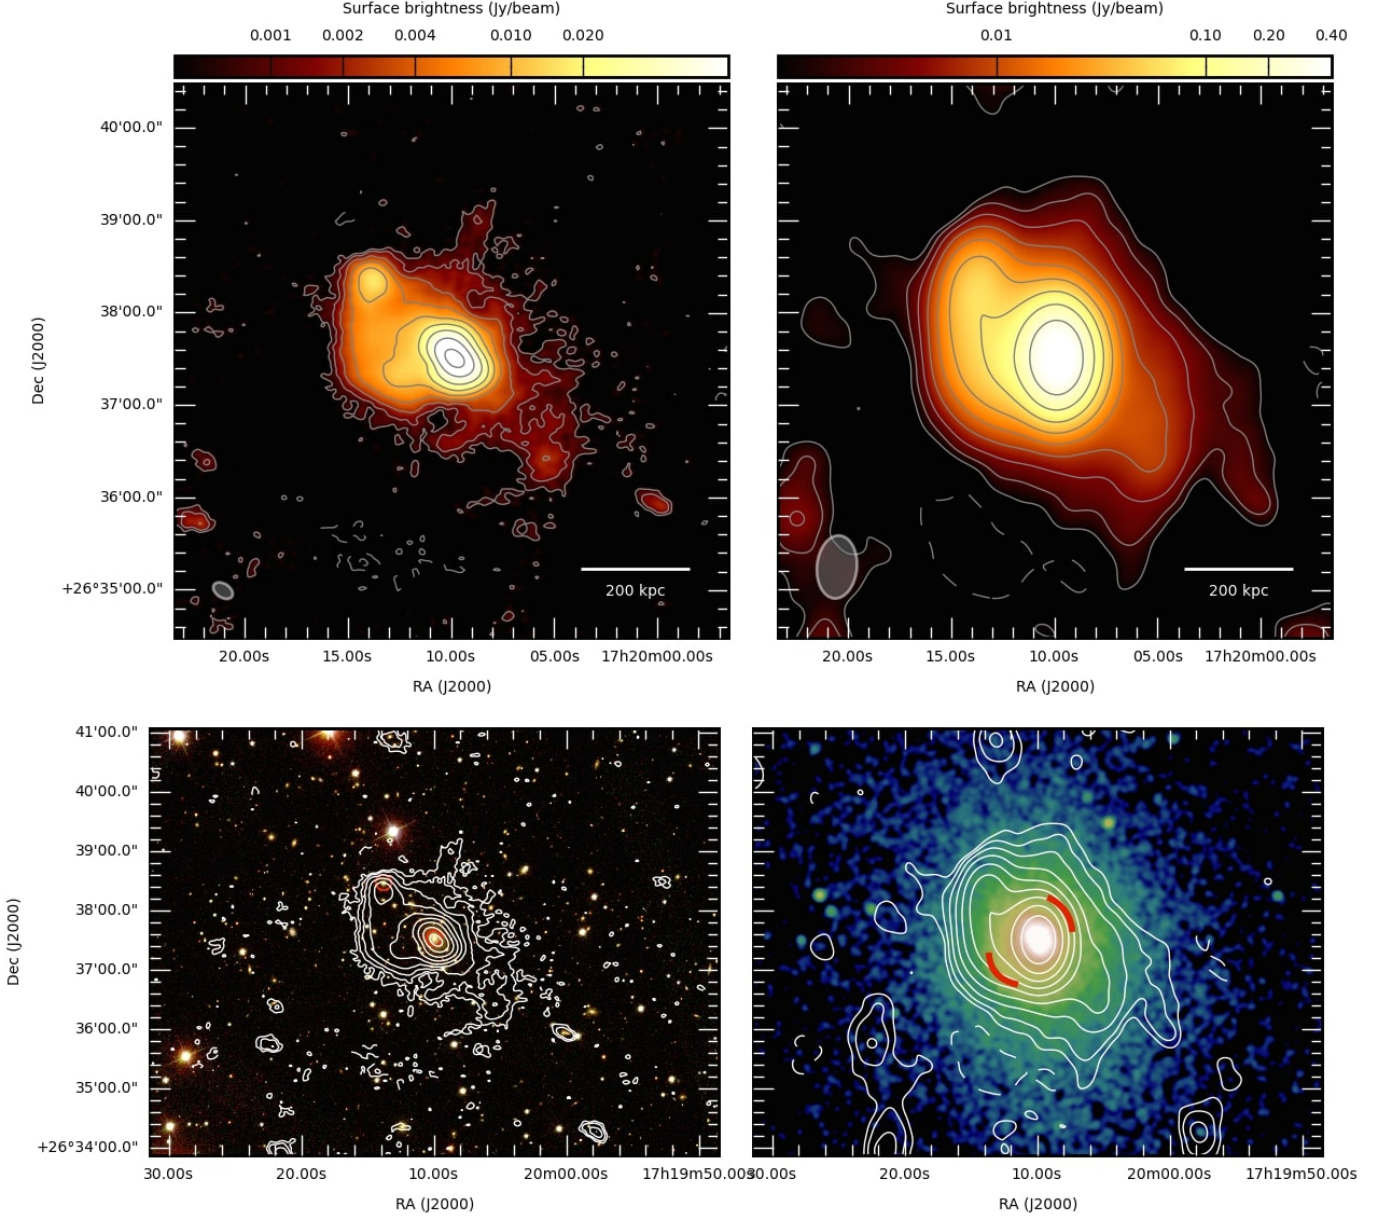 Surface brightness (Jy/beam)
0.001 0.002 0.004 0.010 0.020
40'00.0"
39'00.0"
38'00.0"
37'00.0"
36'00.0"
+26°35'00.0"
Dec (J2000)
200 kpc
20.00s 15.00s 10.00s 05.00s 17h20m00.00s
RA (J2000)
Surface brightness (Jy/beam)
0.01 0.10 0.20 0.40
200 kpc
20.00s 15.00s 10.00s 05.00s 17h20m00.00s
RA (J2000)
41'00.0"
40'00.0"
39'00.0"
38'00.0"
37'00.0"
36'00.0"
35'00.0"
+26°34'00.0"
Dec (J2000)
30.00s 20.00s 10.00s 20m00.00s 17h19m50.00s
RA (J2000)
30.00s 20.00s 10.00s 20m00.00s 17h19m50.00s
RA (J2000)